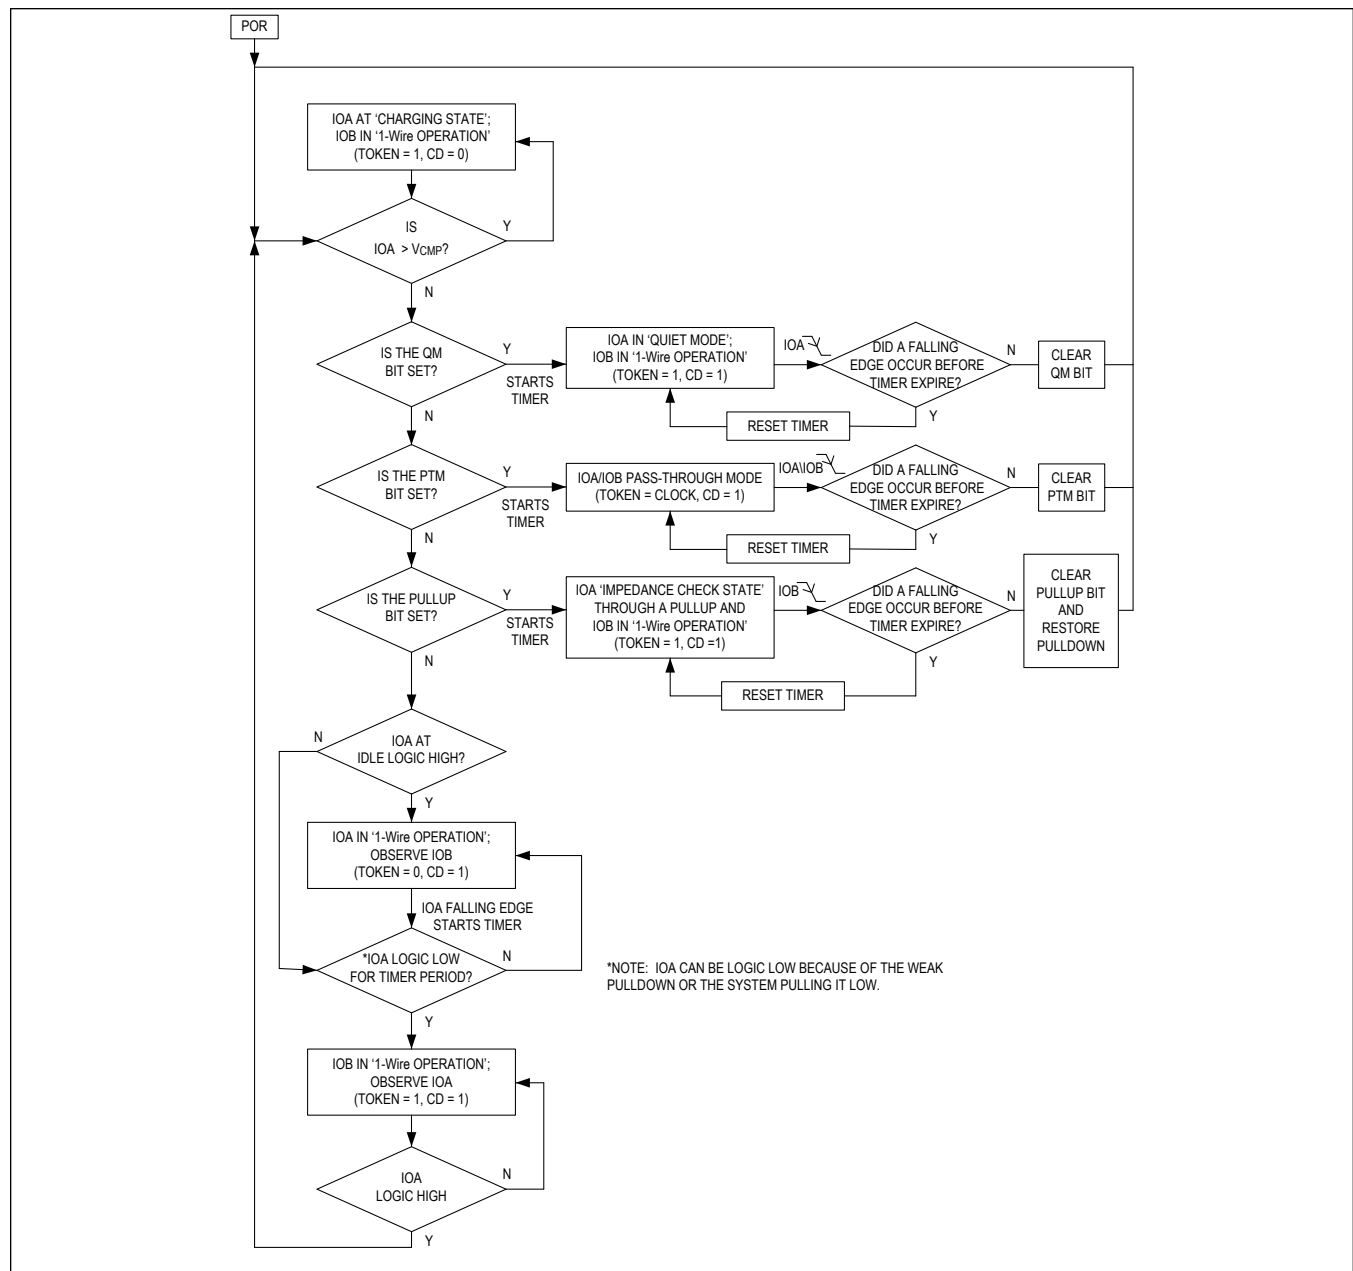 POR
IOA AT 'CHARGING STATE';
IOB IN '1-Wire OPERATION'
(TOKEN = 1, CD = 0)
IS
IOA > VCMP?
Y
N
IS THE QM
BIT SET?
Y
STARTS
TIMER
N
IOA IN 'QUIET MODE';
IOB IN '1-Wire OPERATION'
(TOKEN = 1, CD = 1)
IOA
DID A FALLING
EDGE OCCUR BEFORE
TIMER EXPIRE?
N
Y
CLEAR
QM BIT
RESET TIMER
IS THE PTM
BIT SET?
Y
STARTS
TIMER
N
IOA/IOB PASS-THROUGH MODE
(TOKEN = CLOCK, CD = 1)
IOA\IOB
DID A FALLING
EDGE OCCUR BEFORE
TIMER EXPIRE?
N
Y
CLEAR
PTM BIT
RESET TIMER
IS THE PULLUP
BIT SET?
Y
STARTS
TIMER
N
IOA 'IMPEDANCE CHECK STATE'
THROUGH A PULLUP AND
IOB IN '1-Wire OPERATION'
(TOKEN = 1, CD =1)
IOB
DID A FALLING
EDGE OCCUR BEFORE
TIMER EXPIRE?
N
Y
CLEAR
PULLUP BIT
AND
RESTORE
PULLDOWN
RESET TIMER
IOA AT
IDLE LOGIC HIGH?
N
Y
IOA IN '1-Wire OPERATION';
OBSERVE IOB
(TOKEN = 0, CD = 1)
IOA FALLING EDGE
STARTS TIMER
*IOA LOGIC LOW
FOR TIMER PERIOD?
N
Y
*NOTE: IOA CAN BE LOGIC LOW BECAUSE OF THE WEAK
PULLDOWN OR THE SYSTEM PULLING IT LOW.
IOB IN '1-Wire OPERATION';
OBSERVE IOA
(TOKEN = 1, CD = 1)
IOA
LOGIC HIGH
N
Y